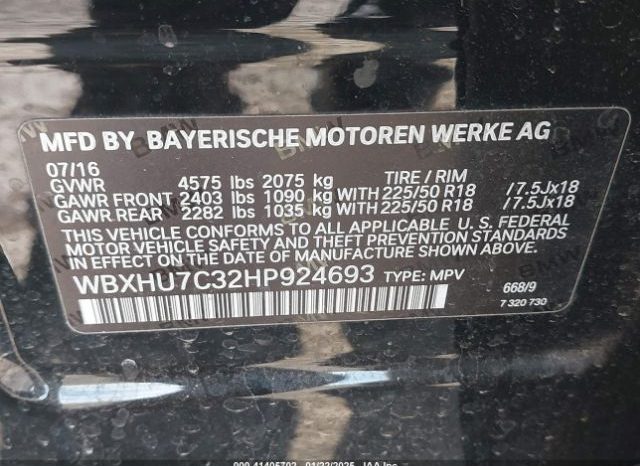 MFD BY BAYERISCHE MOTOREN WERKE AG
07/16 TIRE / RIM
GVWR 4575 lbs 2075 kg
GAWR FRONT 2403 lbs 1090 kg WITH 225/50 R18 /7.5Jx18
GAWR REAR 2282 lbs 1035 kg WITH 225/50 R18 /7.5Jx18
THIS VEHICLE CONFORMS TO ALL APPLICABLE U. S. FEDERAL
MOTOR VEHICLE SAFETY AND THEFT PREVENTION STANDARDS
IN EFFECT ON THE DATE OF MANUFACTURE SHOWN ABOVE.
WBXHU7C32HP924693 TYPE: MPV
668/9
7 320 730